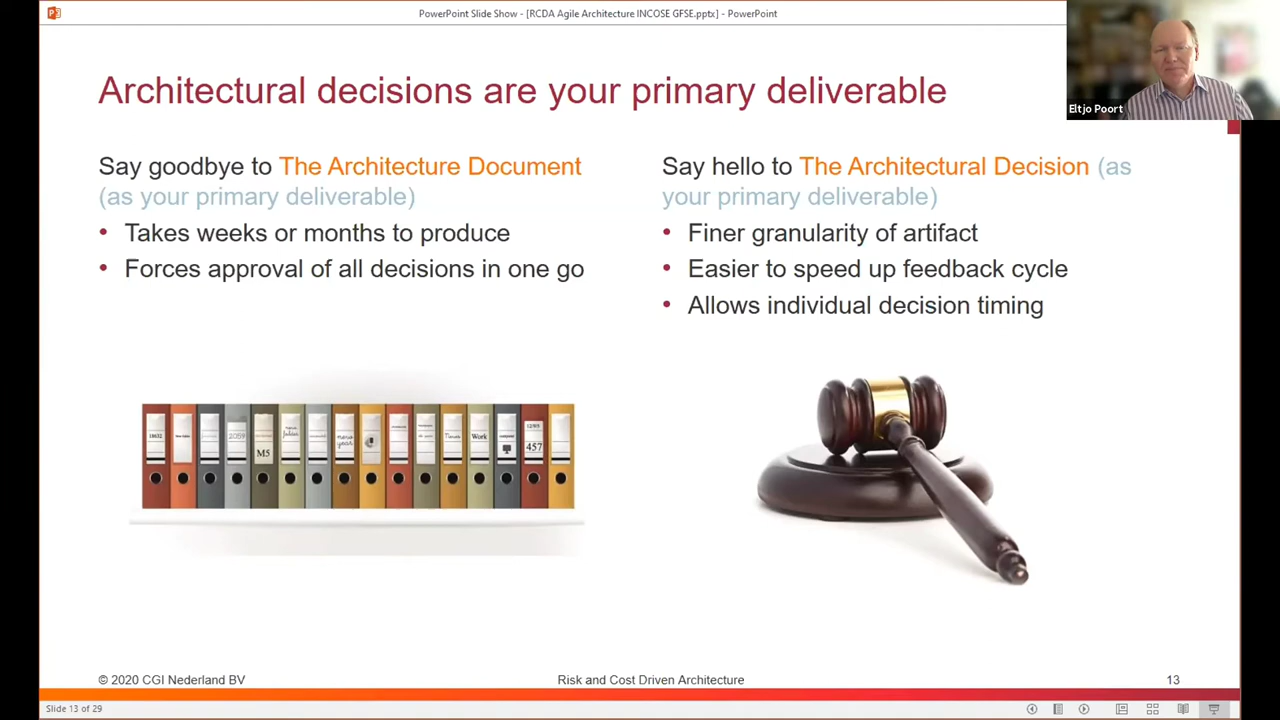 PowerPoint Slide Show - [RCDA Agile Architecture INCOSE GFSE.pptx] - PowerPoint
Eltjo Poort
Architectural decisions are your primary deliverable
Say goodbye to The Architecture Document
(as your primary deliverable)
• Takes weeks or months to produce
• Forces approval of all decisions in one go
Say hello to The Architectural Decision (as
your primary deliverable)
• Finer granularity of artifact
• Easier to speed up feedback cycle
• Allows individual decision timing
2059
M5
Work
457
© 2020 CGI Nederland BV
Risk and Cost Driven Architecture
13
Slide 13 of 29